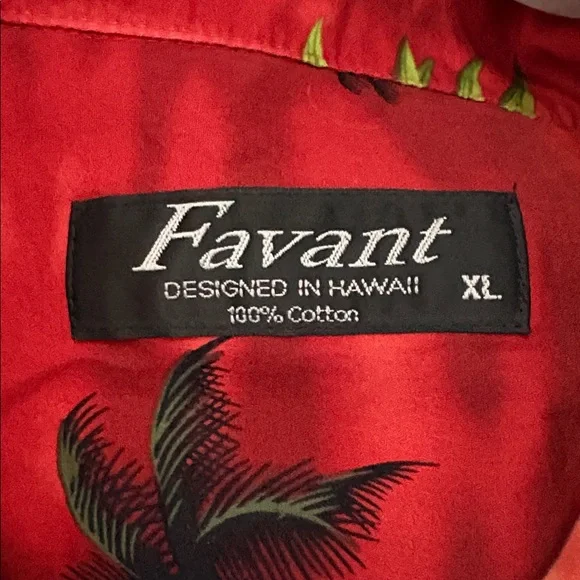 Favant
DESIGNED IN HAWAII
XL
100% Cotton